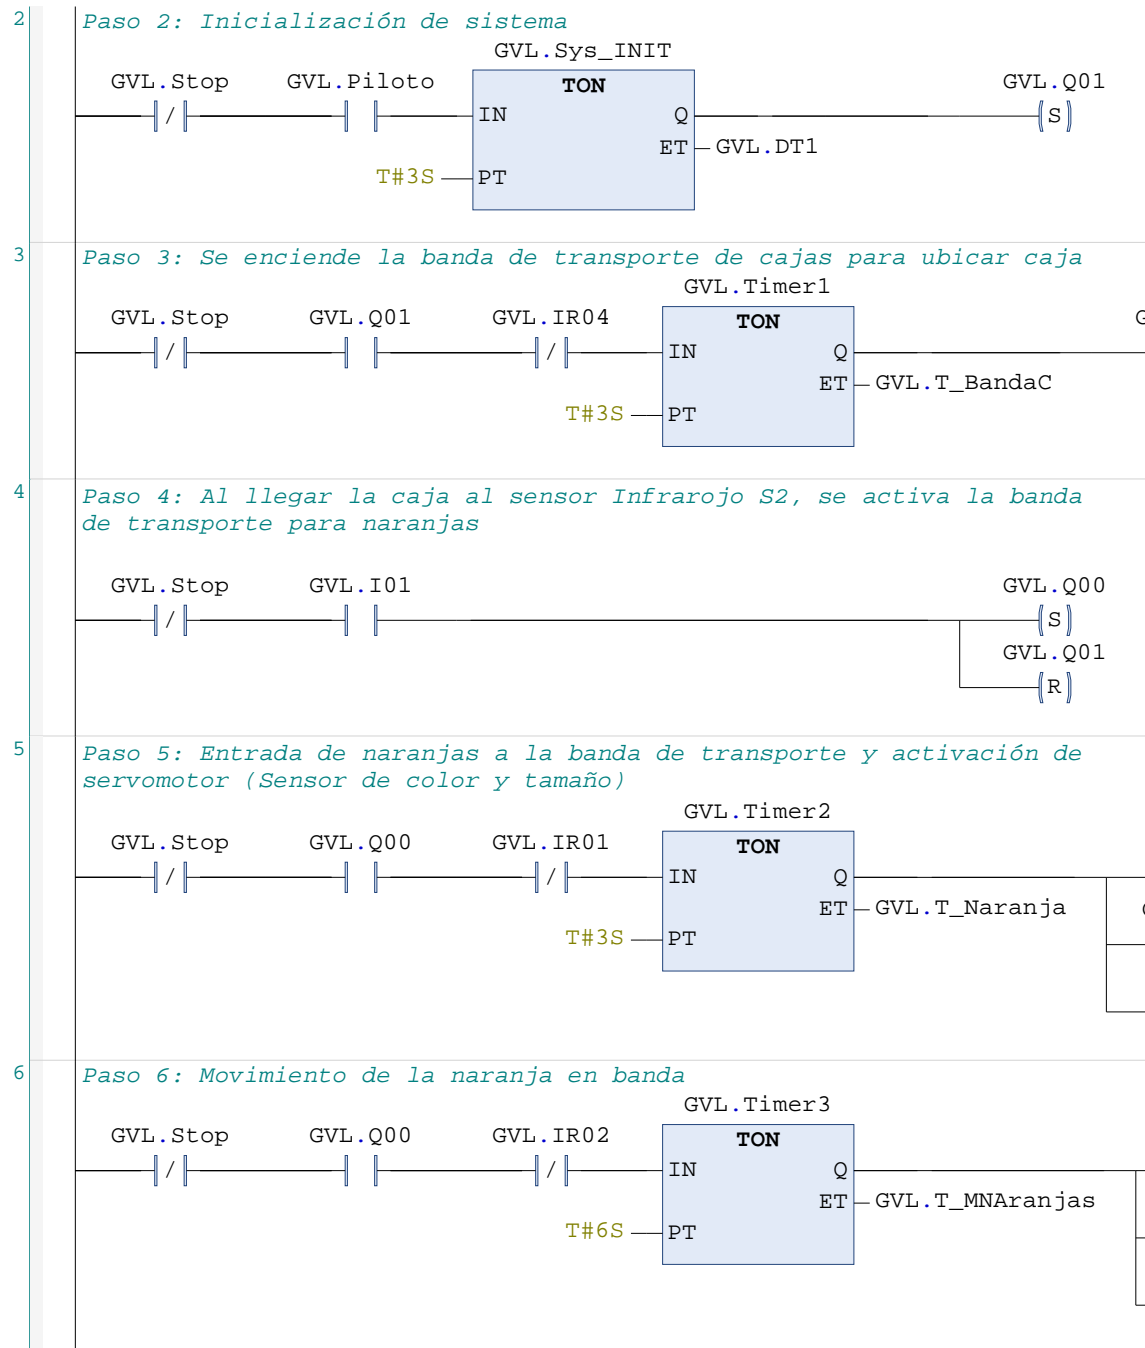 2
Paso 2: Inicialización de sistema
GVL.Sys_INIT
GVL.Stop GVL.Piloto TON GVL.Q01
/ IN Q S
ET GVL.DT1
T#3S PT
3
Paso 3: Se enciende la banda de transporte de cajas para ubicar caja
GVL.Timer1
GVL.Stop GVL.Q01 GVL.IR04 TON G
/ / IN Q
ET GVL.T_BandaC
T#3S PT
4
Paso 4: Al llegar la caja al sensor Infrarojo S2, se activa la banda
de transporte para naranjas
GVL.Stop GVL.I01 GVL.Q00
/ S
GVL.Q01
R
5
Paso 5: Entrada de naranjas a la banda de transporte y activación de
servomotor (Sensor de color y tamaño)
GVL.Timer2
GVL.Stop GVL.Q00 GVL.IR01 TON
/ / IN Q
ET GVL.T_Naranja
T#3S PT
6
Paso 6: Movimiento de la naranja en banda
GVL.Timer3
GVL.Stop GVL.Q00 GVL.IR02 TON
/ / IN Q
ET GVL.T_MNAranjas
T#6S PT